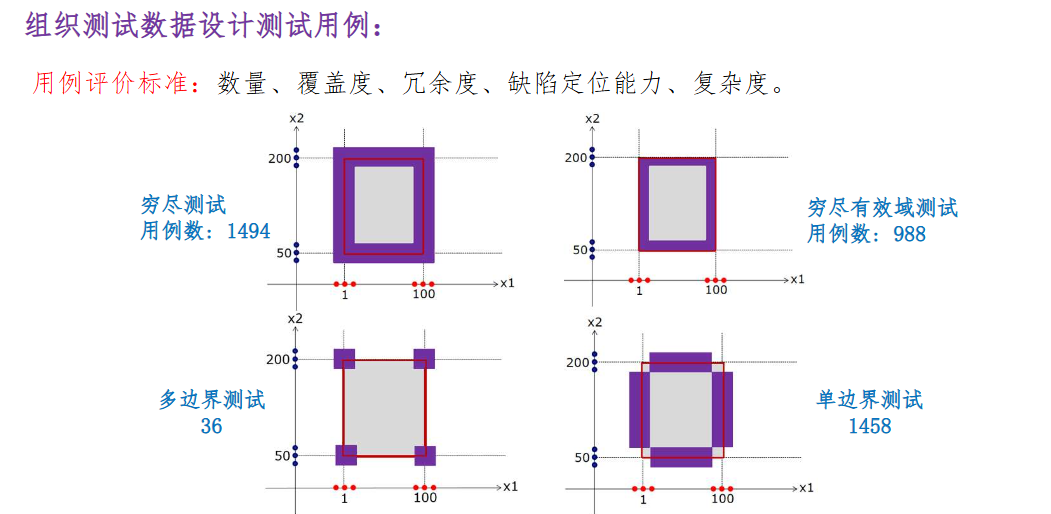 组织测试数据设计测试用例：
用例评价标准：数量、覆盖度、冗余度、缺陷定位能力、复杂度。
x2
200
50
1
100
x1
穷尽测试
用例数：1494
x2
200
50
1
100
x1
穷尽有效域测试
用例数：988
x2
200
50
1
100
x1
多边界测试
36
x2
200
50
1
100
x1
单边界测试
1458